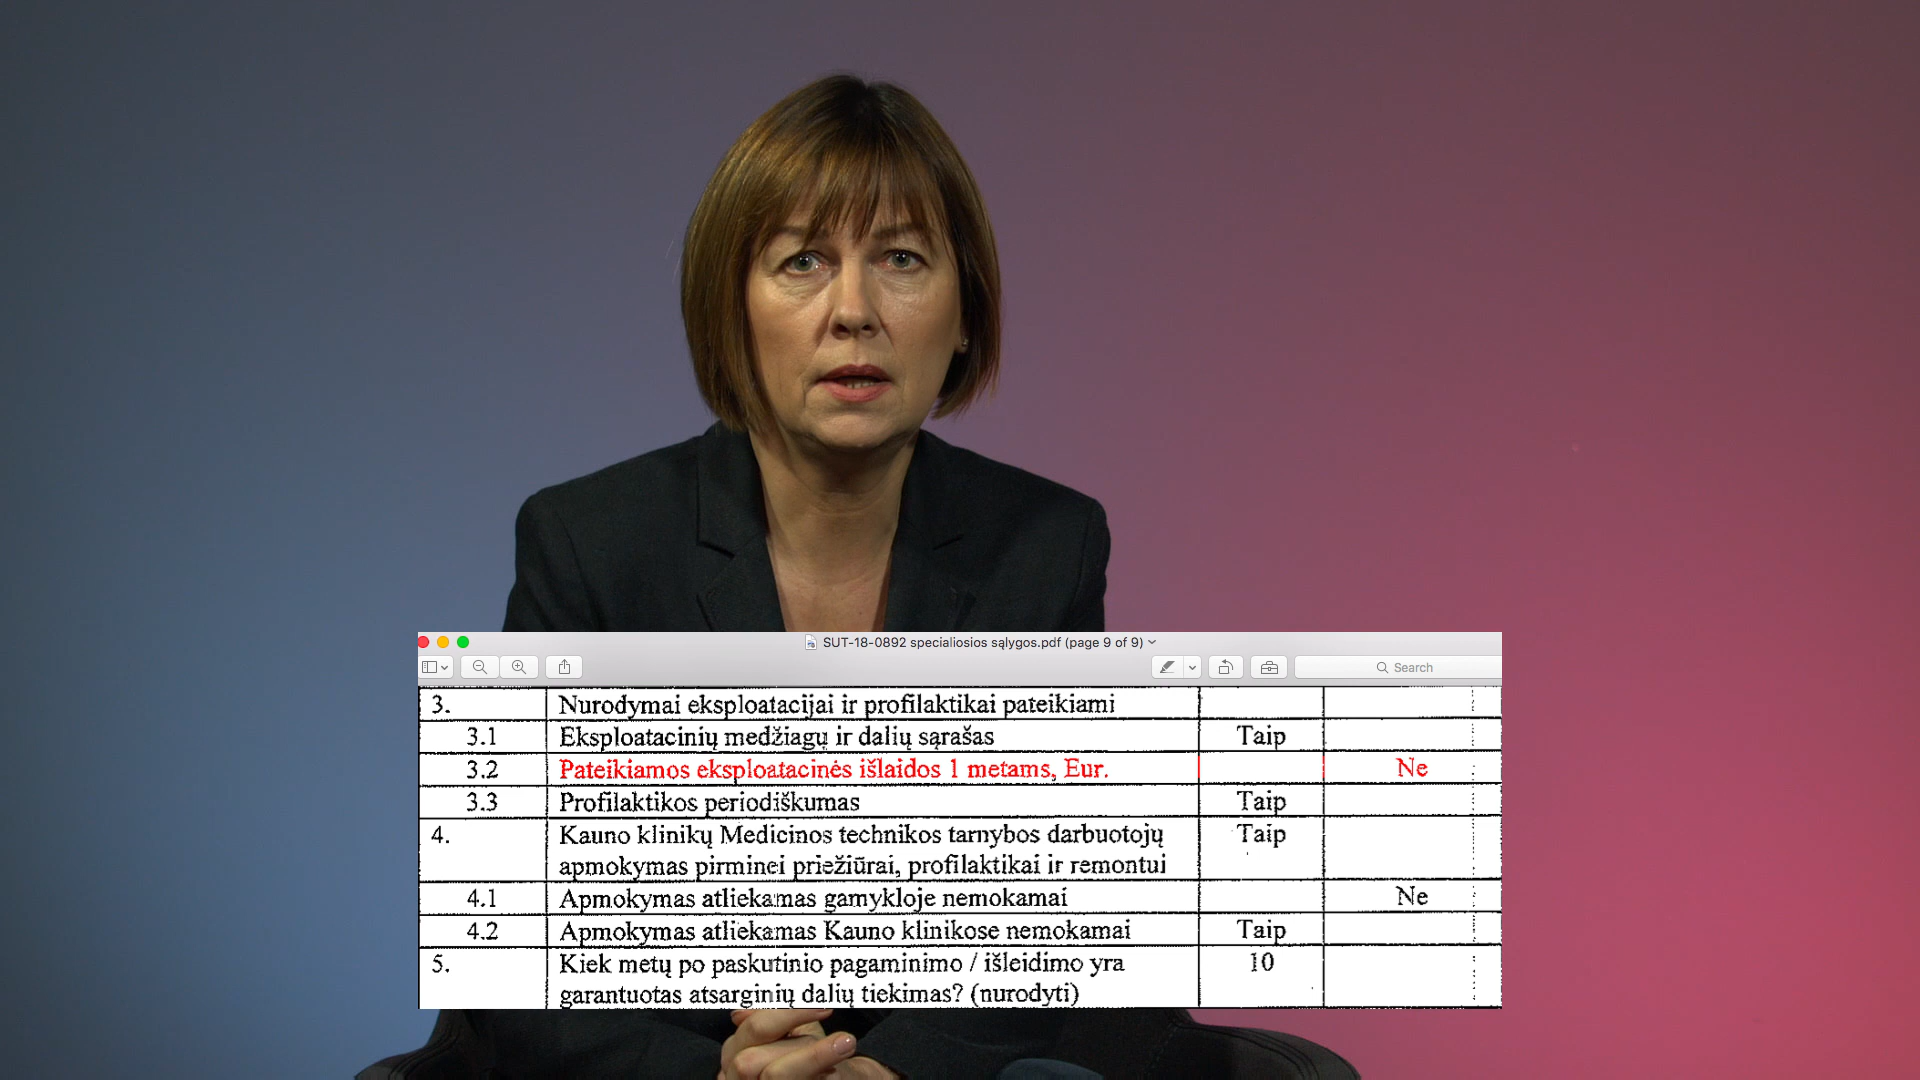 SUT-18-0892 specialiosios sąlygos.pdf (page 9 of 9)
Search
3. Nurodymai eksploatacijai ir profilaktikai pateikiami
3.1 Eksploatacinių medžiagų ir dalių sąrašas Taip
3.2 Pateikiamos eksploatacinės išlaidos 1 metams, Eur. Ne
3.3 Profilaktikos periodiškumas Taip
4. Kauno klinikų Medicinos technikos tarnybos darbuotojų Taip
apmokymas pirminei priežiūrai, profilaktikai ir remontui
4.1 Apmokymas atliekamas gamykloje nemokamai Ne
4.2 Apmokymas atliekamas Kauno klinikose nemokamai Taip
5. Kiek metų po paskutinio pagaminimo / išleidimo yra 10
garantuotas atsarginių dalių tiekimas? (nurodyti)